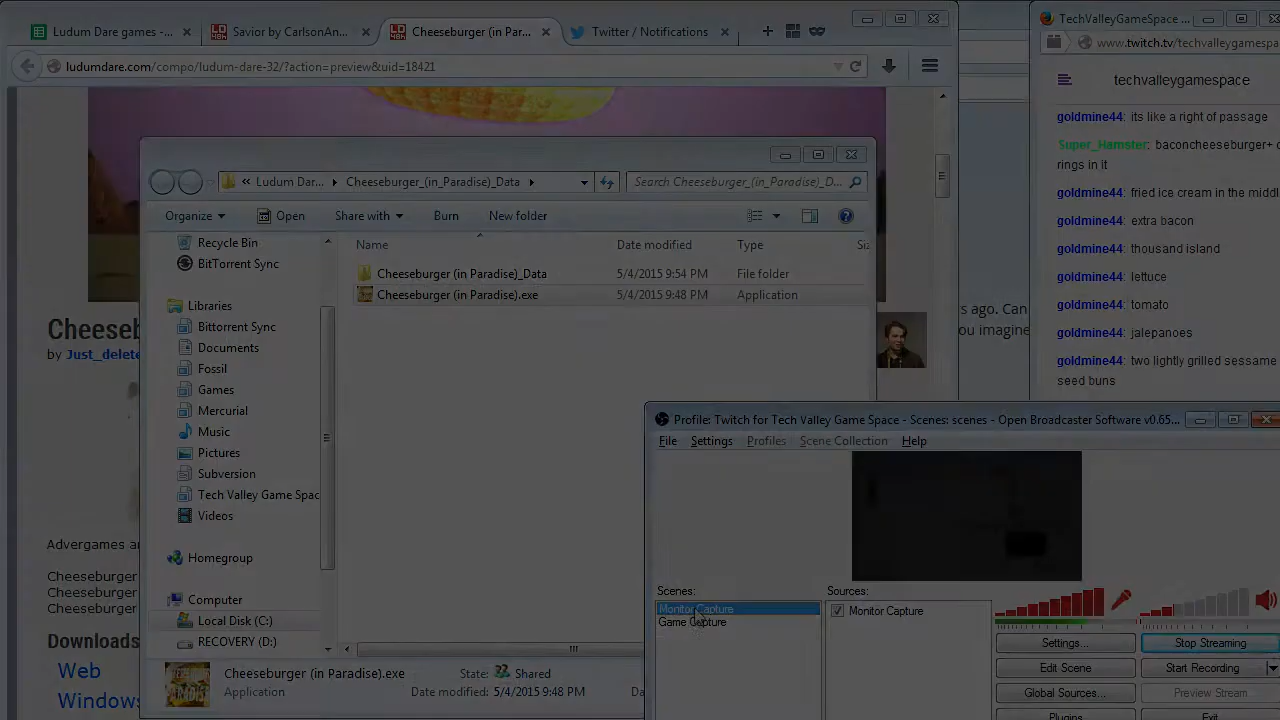 Ludum Dare games -...
Savior by CarlsonAn...
Cheeseburger (in Par...
Twitter / Notifications
TechValleyGameSpace ...
ludumdare.com/compo/ludum-dare-32/?action=preview&uid=18421
www.twitch.tv/techvalleygamespa
techvalleygamespace
goldmine44: its like a right of passage
Super_Hamster: baconcheeseburger+
rings in it
goldmine44: fried ice cream in the middl
goldmine44: extra bacon
goldmine44: thousand island
goldmine44: lettuce
goldmine44: tomato
goldmine44: jalepanoes
goldmine44: two lightly grilled sessame
seed buns
« Ludum Dar... Cheeseburger_(in_Paradise)_Data
Search Cheeseburger_(in_Paradise)_D...
Organize Open Share with Burn New folder
Name Date modified Type Siz
Cheeseburger (in Paradise)_Data 5/4/2015 9:54 PM File folder
Cheeseburger (in Paradise).exe 5/4/2015 9:48 PM Application
Recycle Bin
BitTorrent Sync
Libraries
Bittorrent Sync
Documents
Fossil
Games
Mercurial
Music
Pictures
Subversion
Tech Valley Game Spac
Videos
Homegroup
Computer
Local Disk (C:)
RECOVERY (D:)
Cheeseburger (in Paradise).exe State: Shared
Application Date modified: 5/4/2015 9:48 PM
Cheeseb
by Just_delete
s ago. Can
ou imagine
Advergames a
Cheeseburger
Cheeseburger
Cheeseburger
Downloads
Web
Windows
Profile: Twitch for Tech Valley Game Space - Scenes: scenes - Open Broadcaster Software v0.65...
File Settings Profiles Scene Collection Help
Scenes:
Monitor Capture
Game Capture
Sources:
Monitor Capture
Settings... Stop Streaming
Edit Scene Start Recording
Global Sources... Preview Stream...
Plugins Exit